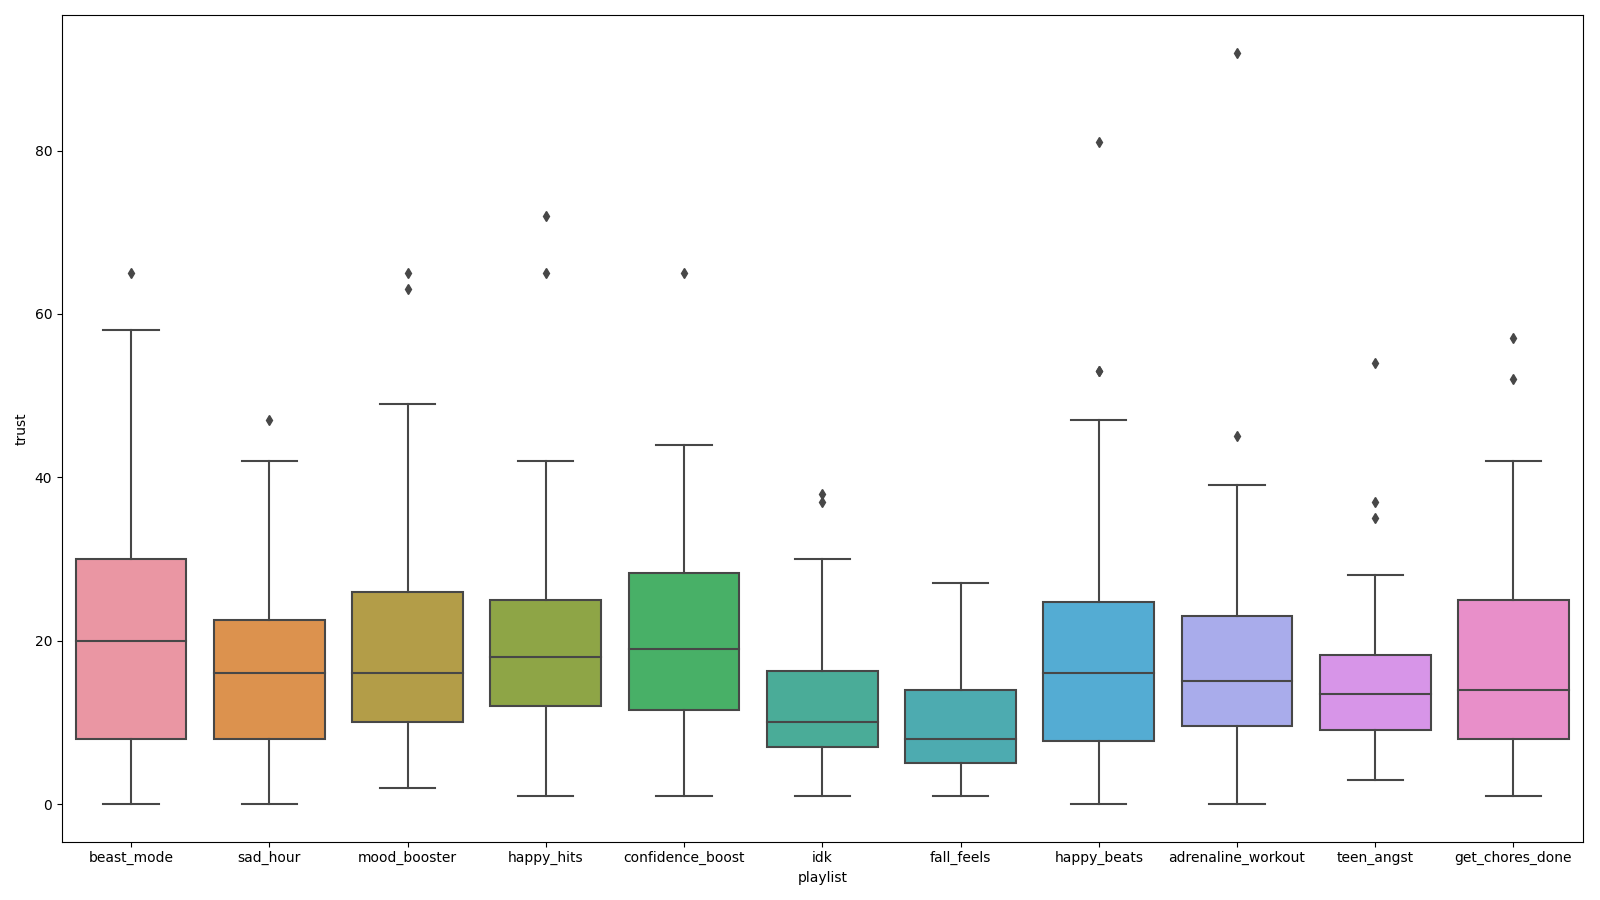 80
60
40
20
0
trust
beast_mode sad_hour mood_booster happy_hits confidence_boost idk fall_feels happy_beats adrenaline_workout teen_angst get_chores_done
playlist